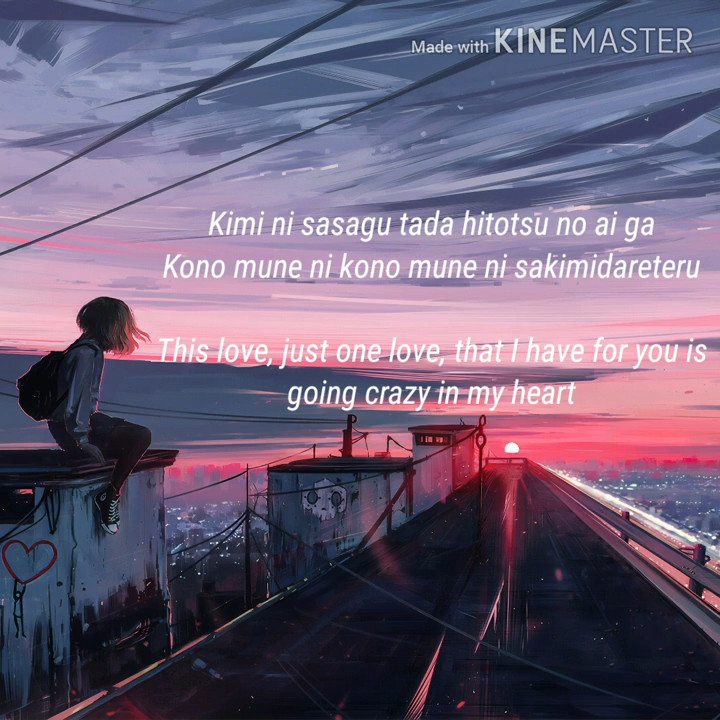 Made with KINEMASTER
Kimi ni sasagu tada hitotsu no ai ga
Kono mune ni kono mune ni sakimidareteru
This love, just one love, that I have for you is
going crazy in my heart